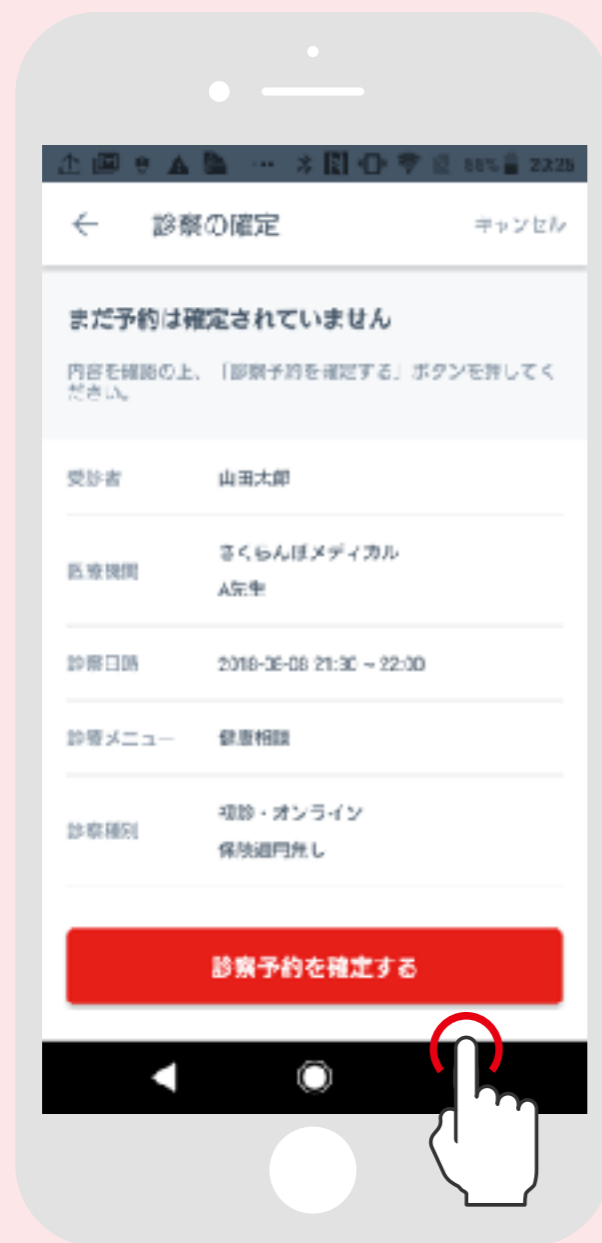 86% 20:25
診察の確定 キャンセル
まだ予約は確定されていません
内容を確認の上、「診察予約を確定する」ボタンを押してく
ださい。
受診者 山田太郎
医療機関 さくらんぼメディカル
A先生
診察日時 2018-06-08 21:30 ~ 22:00
診療メニュー 健康相談
診察種別 初診・オンライン
保険適用無し
診察予約を確定する